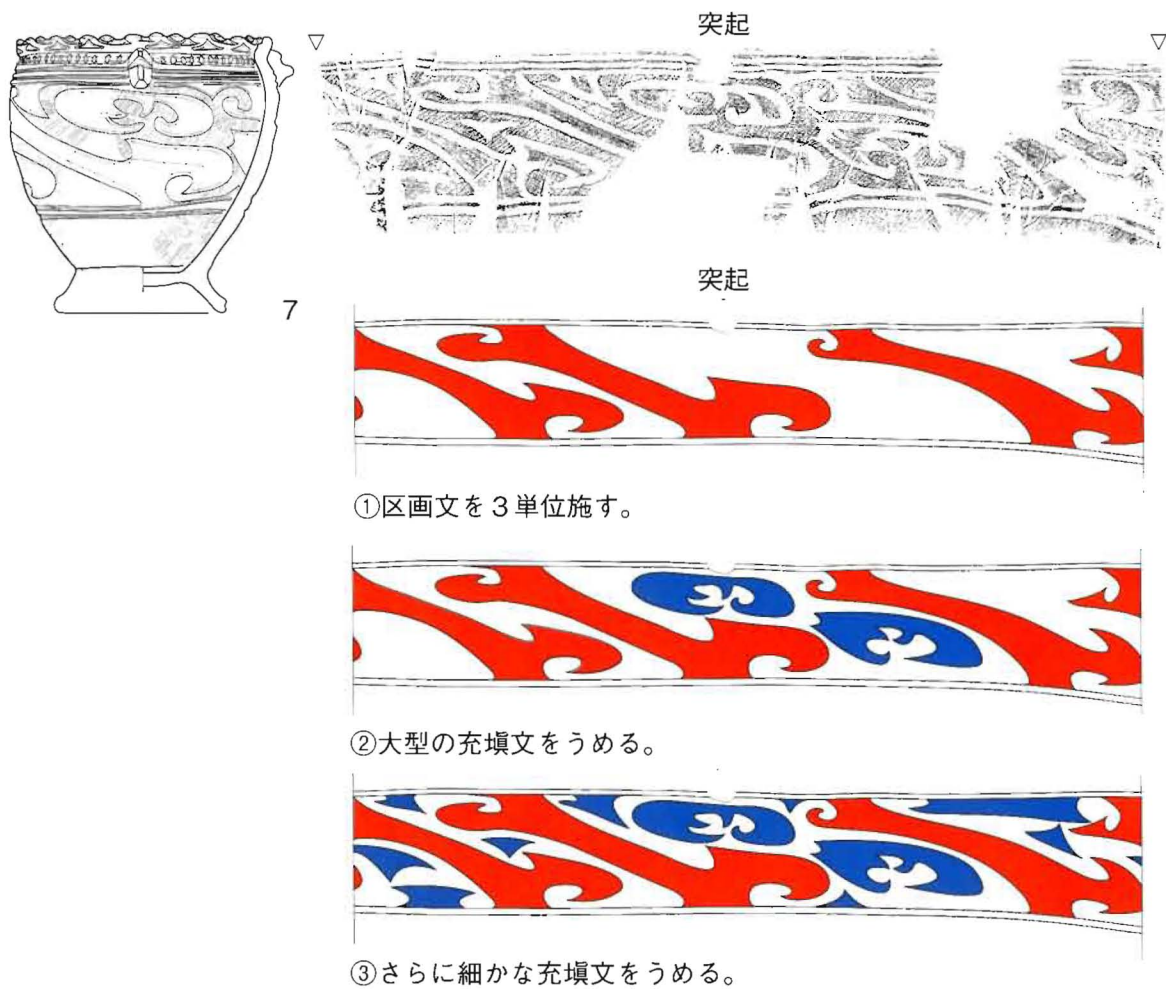 突起
▽
▽
7
突起
①区画文を3単位施す。
②大型の充塡文をうめる。
③さらに細かな充塡文をうめる。